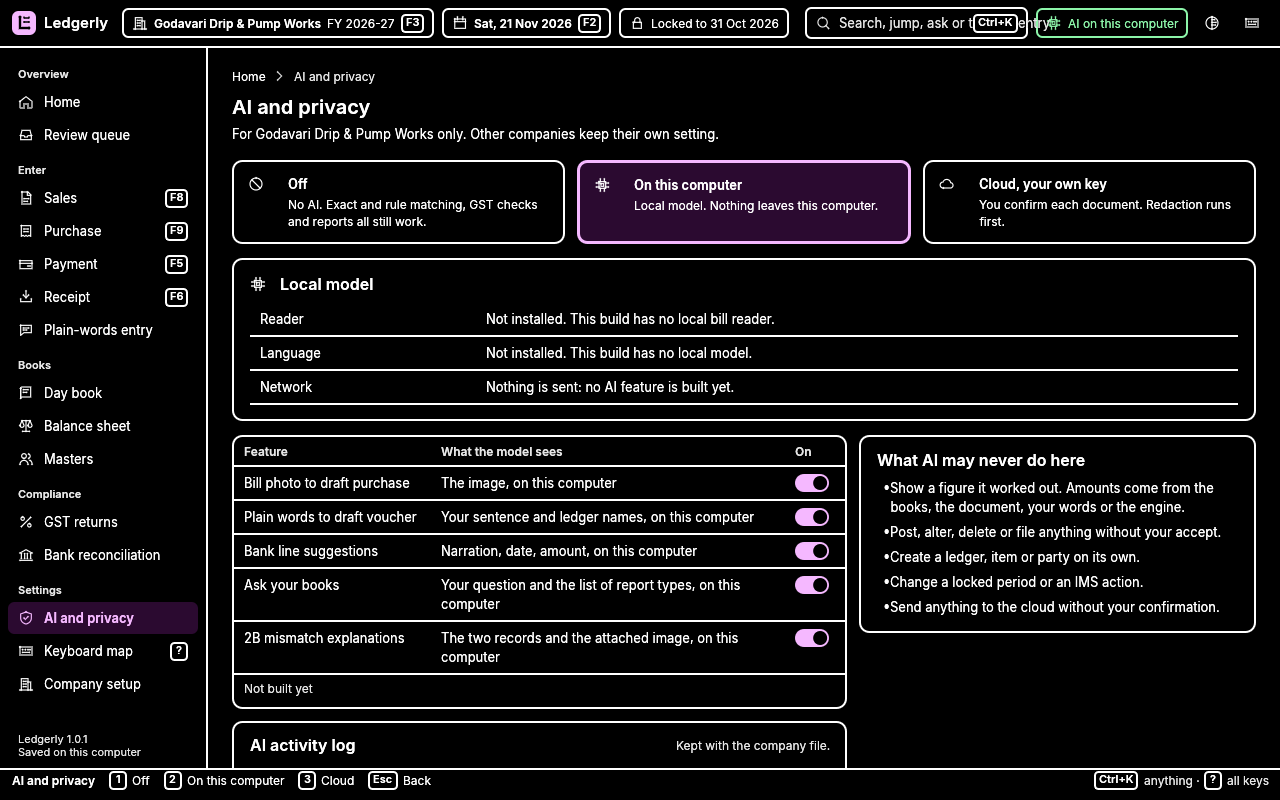 Ledgerly
Godavari Drip & Pump Works FY 2026-27 F3
Sat, 21 Nov 2026 F2
Locked to 31 Oct 2026
Search, jump, ask or t Ctrl+K entry
AI on this computer
Overview
Home
Review queue
Enter
Sales F8
Purchase F9
Payment F5
Receipt F6
Plain-words entry
Books
Day book
Balance sheet
Masters
Compliance
GST returns
Bank reconciliation
Settings
AI and privacy
Keyboard map ?
Company setup
Ledgerly 1.0.1
Saved on this computer
Home > AI and privacy
AI and privacy
For Godavari Drip & Pump Works only. Other companies keep their own setting.
Off
No AI. Exact and rule matching, GST checks
and reports all still work.
On this computer
Local model. Nothing leaves this computer.
Cloud, your own key
You confirm each document. Redaction runs
first.
Local model
Reader Not installed. This build has no local bill reader.
Language Not installed. This build has no local model.
Network Nothing is sent: no AI feature is built yet.
Feature What the model sees On
Bill photo to draft purchase The image, on this computer
Plain words to draft voucher Your sentence and ledger names, on this computer
Bank line suggestions Narration, date, amount, on this computer
Ask your books Your question and the list of report types, on this
computer
2B mismatch explanations The two records and the attached image, on this
computer
Not built yet
What AI may never do here
•Show a figure it worked out. Amounts come from the
books, the document, your words or the engine.
•Post, alter, delete or file anything without your accept.
•Create a ledger, item or party on its own.
•Change a locked period or an IMS action.
•Send anything to the cloud without your confirmation.
AI activity log Kept with the company file.
AI and privacy 1 Off 2 On this computer 3 Cloud Esc Back
Ctrl+K anything · ? all keys